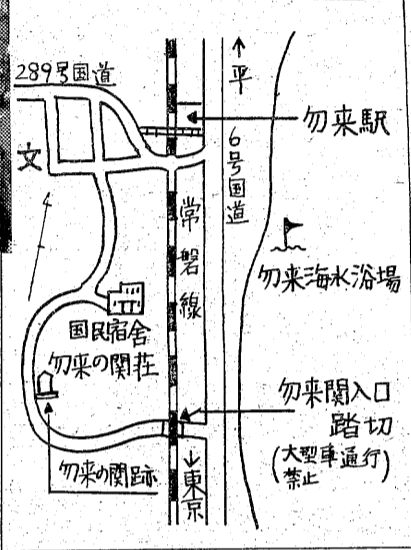 289号国道
↑平
勿来駅
6号国道
文
常磐線
勿来海水浴場
国民宿舎
勿来の関荘
勿来関入口
踏切
(大型車通行
禁止)
勿来の関跡
↓東京